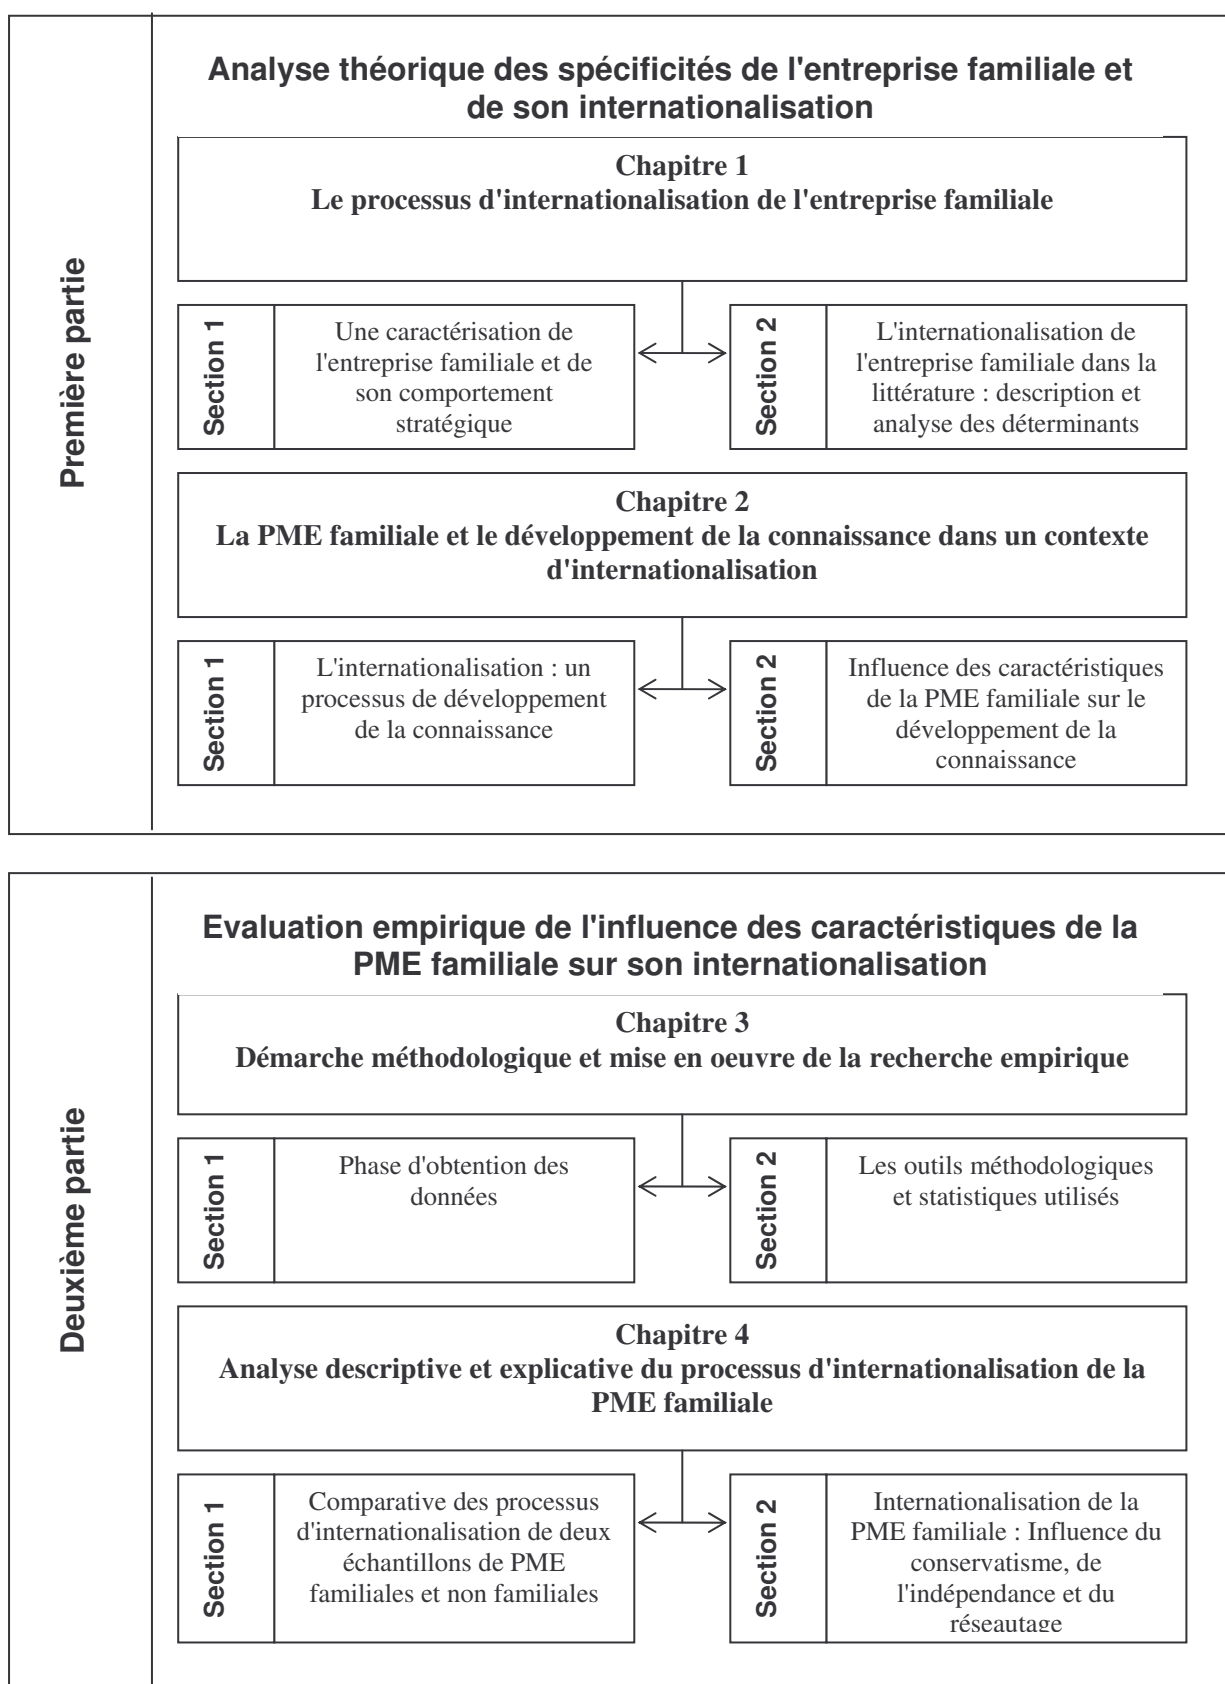 Première partie
Analyse théorique des spécificités de l'entreprise familiale et
de son internationalisation
Chapitre 1
Le processus d'internationalisation de l'entreprise familiale
Section 1
Une caractérisation de
l'entreprise familiale et de
son comportement
stratégique
Section 2
L'internationalisation de
l'entreprise familiale dans la
littérature : description et
analyse des déterminants
Chapitre 2
La PME familiale et le développement de la connaissance dans un contexte
d'internationalisation
Section 1
L'internationalisation : un
processus de développement
de la connaissance
Section 2
Influence des caractéristiques
de la PME familiale sur le
développement de la
connaissance
Deuxième partie
Evaluation empirique de l'influence des caractéristiques de la
PME familiale sur son internationalisation
Chapitre 3
Démarche méthodologique et mise en oeuvre de la recherche empirique
Section 1
Phase d'obtention des
données
Section 2
Les outils méthodologiques
et statistiques utilisés
Chapitre 4
Analyse descriptive et explicative du processus d'internationalisation de la
PME familiale
Section 1
Comparative des processus
d'internationalisation de deux
échantillons de PME
familiales et non familiales
Section 2
Internationalisation de la
PME familiale : Influence du
conservatisme, de
l'indépendance et du
réseautage